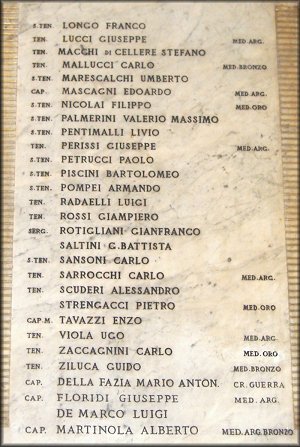 S.TEN. LONGO FRANCO
TEN. LUCCI GIUSEPPE MED.ARG.
TEN. MACCHI DI CELLERE STEFANO
TEN. MALLUCCI CARLO MED.BRONZO
S.TEN. MARESCALCHI UMBERTO
CAP. MASCAGNI EDOARDO MED.ARG.
S.TEN. NICOLAI FILIPPO MED.ORO
S.TEN. PALMERINI VALERIO MASSIMO
S.TEN. PENTIMALLI LIVIO
TEN. PERISSI GIUSEPPE MED.ARG.
S.TEN. PETRUCCI PAOLO
S.TEN. PISCINI BARTOLOMEO
S.TEN. POMPEI ARMANDO
TEN. RADAELLI LUIGI
TEN. ROSSI GIAMPIERO
SERG. ROTIGLIANI GIANFRANCO
SALTINI G.BATTISTA
S.TEN. SANSONI CARLO
TEN. SARROCCHI CARLO MED.ARG.
TEN. SCUDERI ALESSANDRO
STRENGACCI PIETRO MED.ORO
CAP.M. TAVAZZI ENZO
TEN. VIOLA UGO MED.ARG.
TEN. ZACCAGNINI CARLO MED.ORO
TEN. ZILUCA GUIDO MED.BRONZO
CAP. DELLA FAZIA MARIO ANTON. CR.GUERRA
CAP. FLORIDI GIUSEPPE MED.ARG.
DE MARCO LUIGI
CAP. MARTINOLA ALBERTO MED.ARG.BRONZO